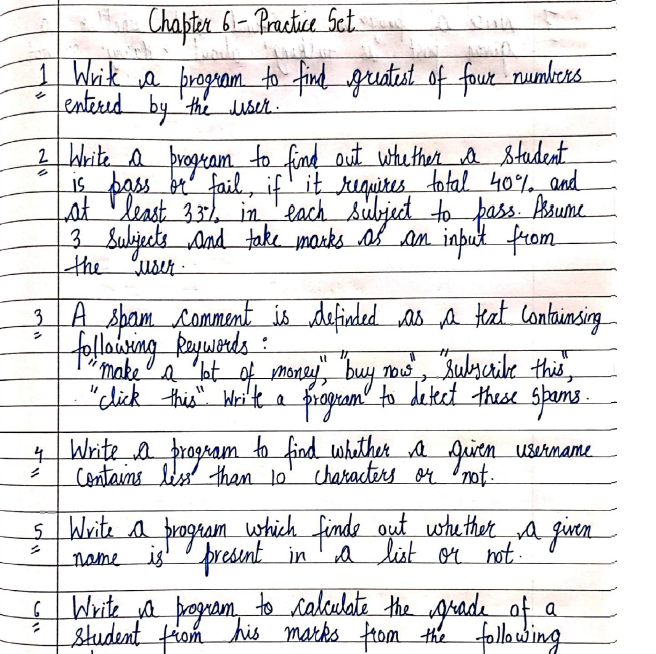 Chapter 6 - Practice Set
1 Write a program to find greatest of four numbers
entered by the user.
2 Write a program to find out whether a student
is pass or fail, if it requires total 40% and
at least 33% in each subject to pass. Assume
3 subjects and take marks as an input from
the user.
3 A spam comment is definded as a text containsing
following keywords :
"make a lot of money", "buy now", "subscribe this",
"click this". Write a program to detect these spams.
4 Write a program to find whether a given username
contains less than 10 characters or not.
5 Write a program which finds out whether a given
name is present in a list or not.
6 Write a program to calculate the grade of a
student from his marks from the following